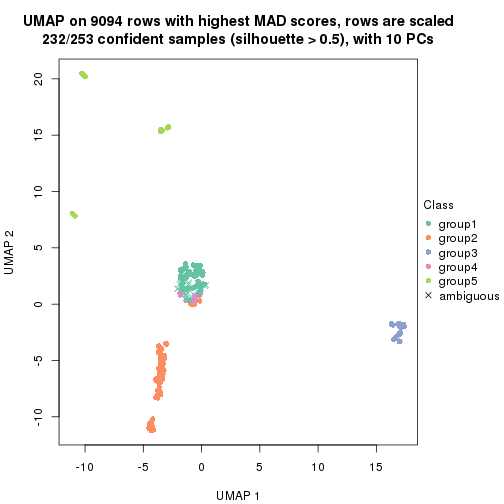 UMAP on 9094 rows with highest MAD scores, rows are scaled
232/253 confident samples (silhouette > 0.5), with 10 PCs
20
15
10
5
0
-5
-10
UMAP 2
-10
-5
0
5
10
15
UMAP 1
Class
group1
group2
group3
group4
group5
ambiguous